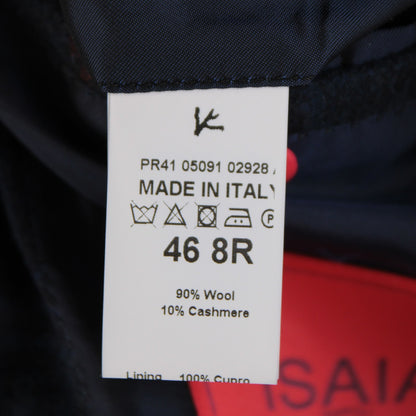 PR41 05091 02928
MADE IN ITALY
P
46 8R
90% Wool
10% Cashmere
Lining 100% Cupro
ISAIA